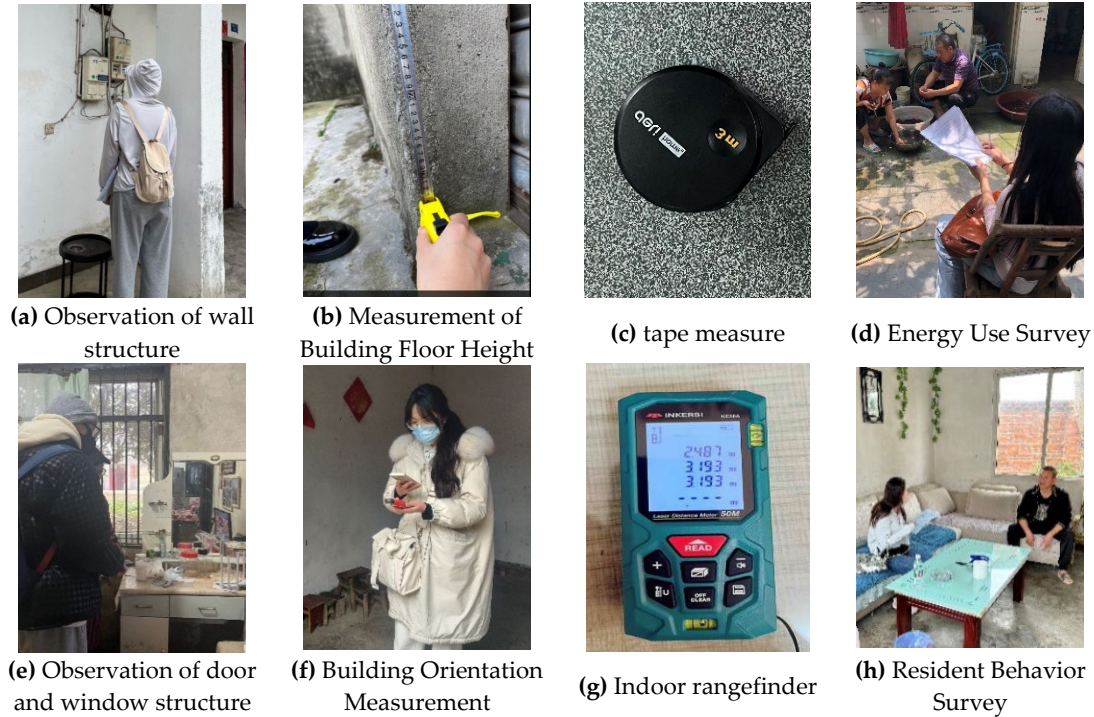 deli
smart
3m
(a) Observation of wall
structure
(b) Measurement of
Building Floor Height
(c) tape measure
(d) Energy Use Survey
INKERSI
2.487 m
3.193 m
3.193 m
---- m
Laser Distance Meter 50M
READ
+
U
OFF
CLEAR
(e) Observation of door
and window structure
(f) Building Orientation
Measurement
(g) Indoor rangefinder
(h) Resident Behavior
Survey